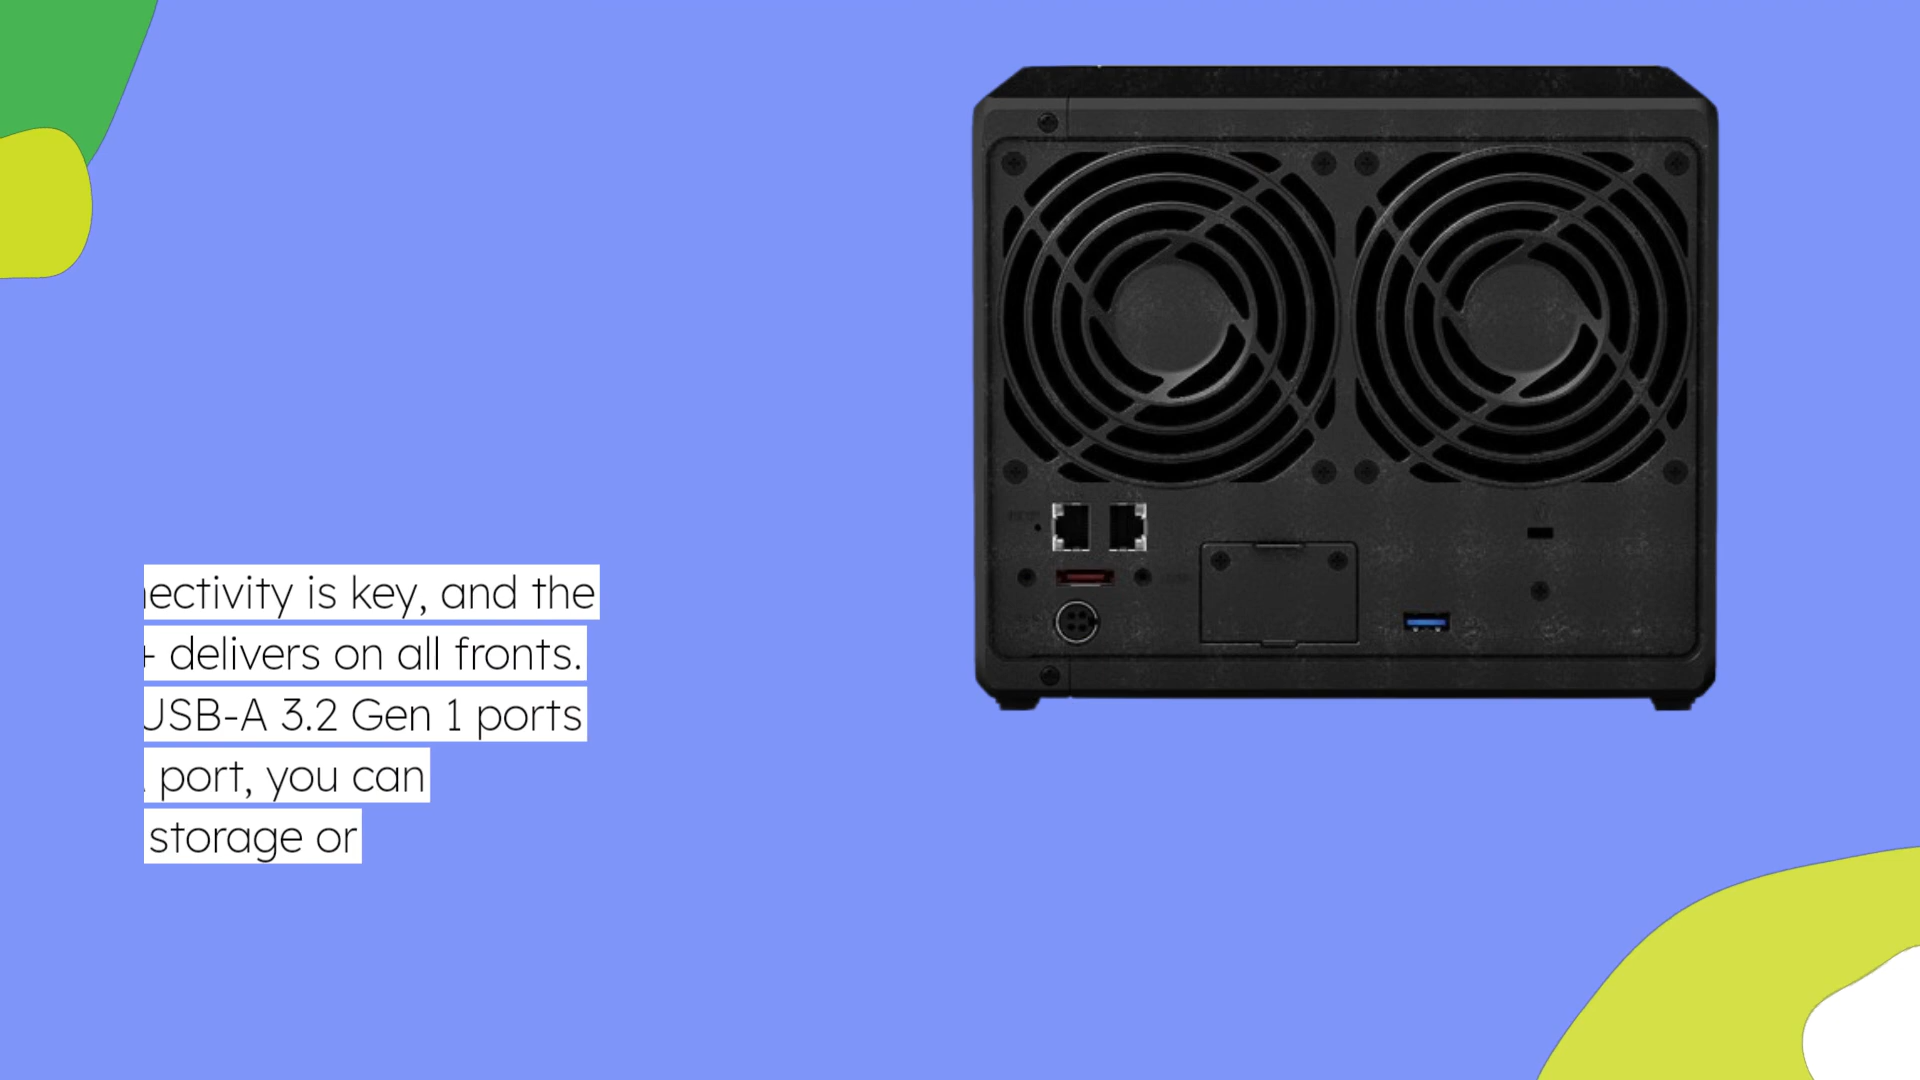 ectivity is key, and the
+ delivers on all fronts.
USB-A 3.2 Gen 1 ports
port, you can
storage or